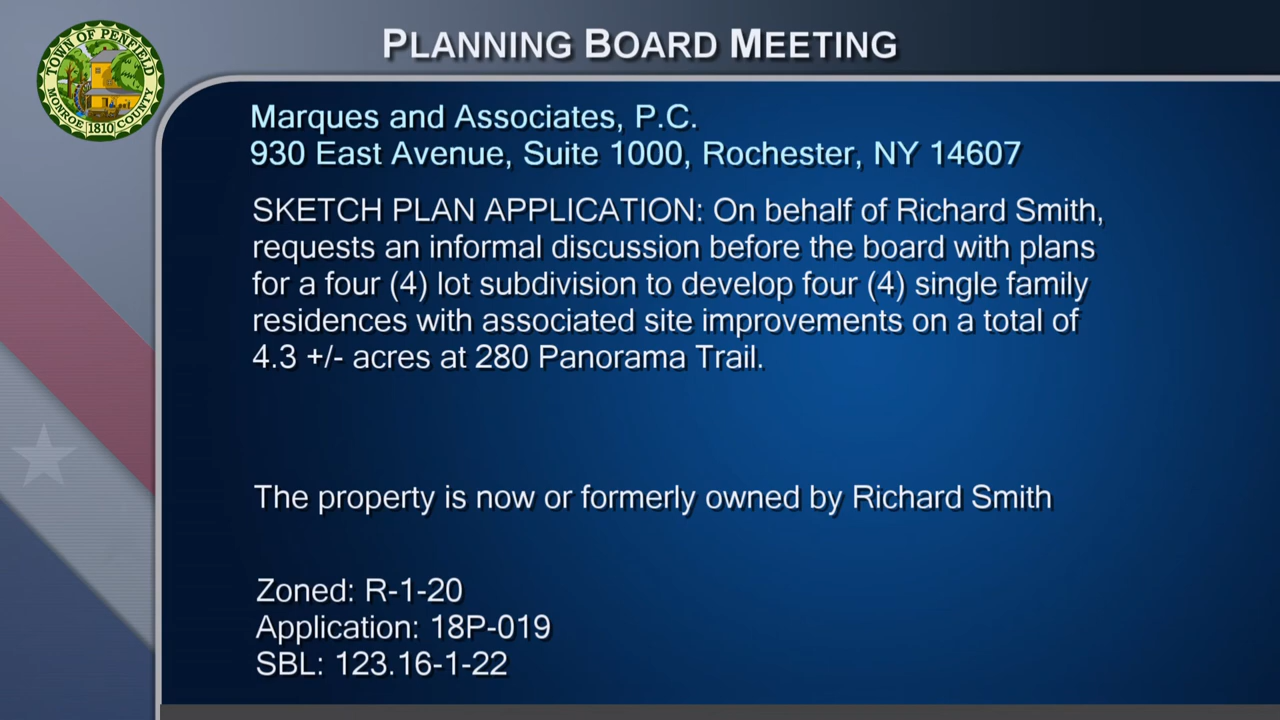 PLANNING BOARD MEETING
TOWN OF PENFIELD
MONROE COUNTY
1810
Marques and Associates, P.C.
930 East Avenue, Suite 1000, Rochester, NY 14607
SKETCH PLAN APPLICATION: On behalf of Richard Smith,
requests an informal discussion before the board with plans
for a four (4) lot subdivision to develop four (4) single family
residences with associated site improvements on a total of
4.3 +/- acres at 280 Panorama Trail.
The property is now or formerly owned by Richard Smith
Zoned: R-1-20
Application: 18P-019
SBL: 123.16-1-22